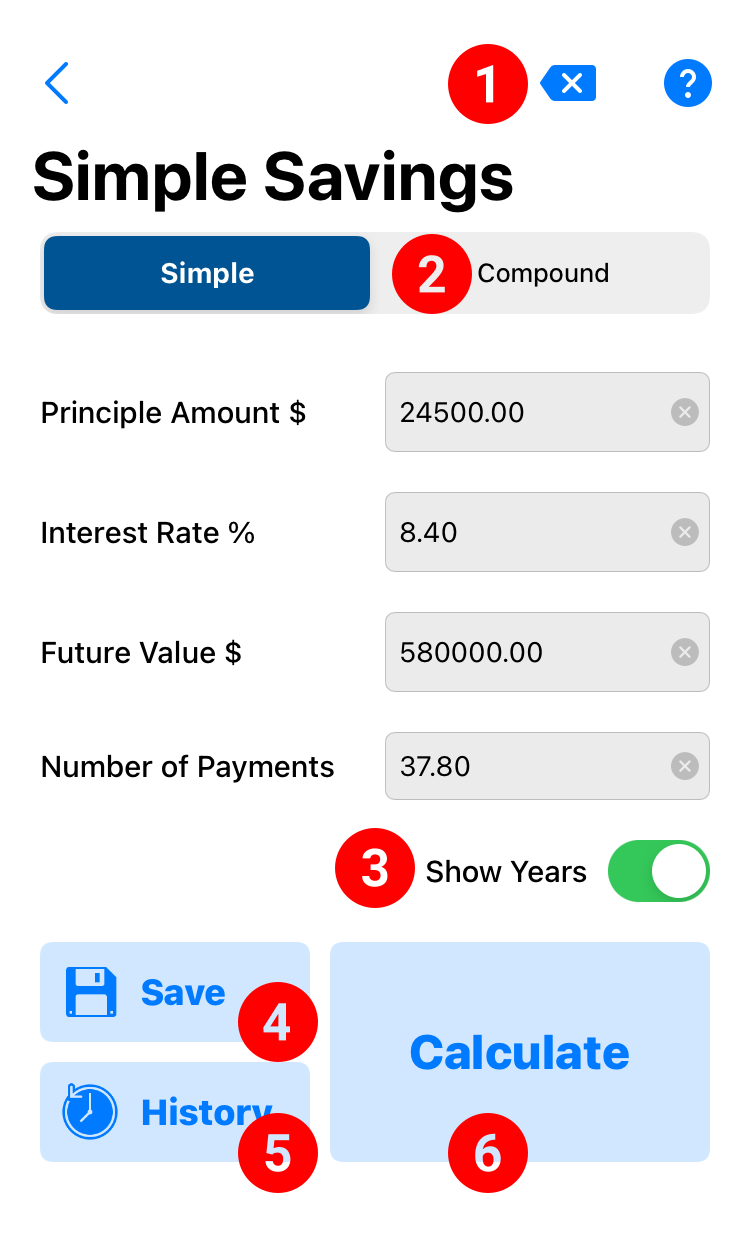 1
?
Simple Savings
Simple 2 Compound
Principle Amount $ 24500.00
Interest Rate % 8.40
Future Value $ 580000.00
Number of Payments 37.80
3 Show Years
Save 4
Calculate
History 5
6